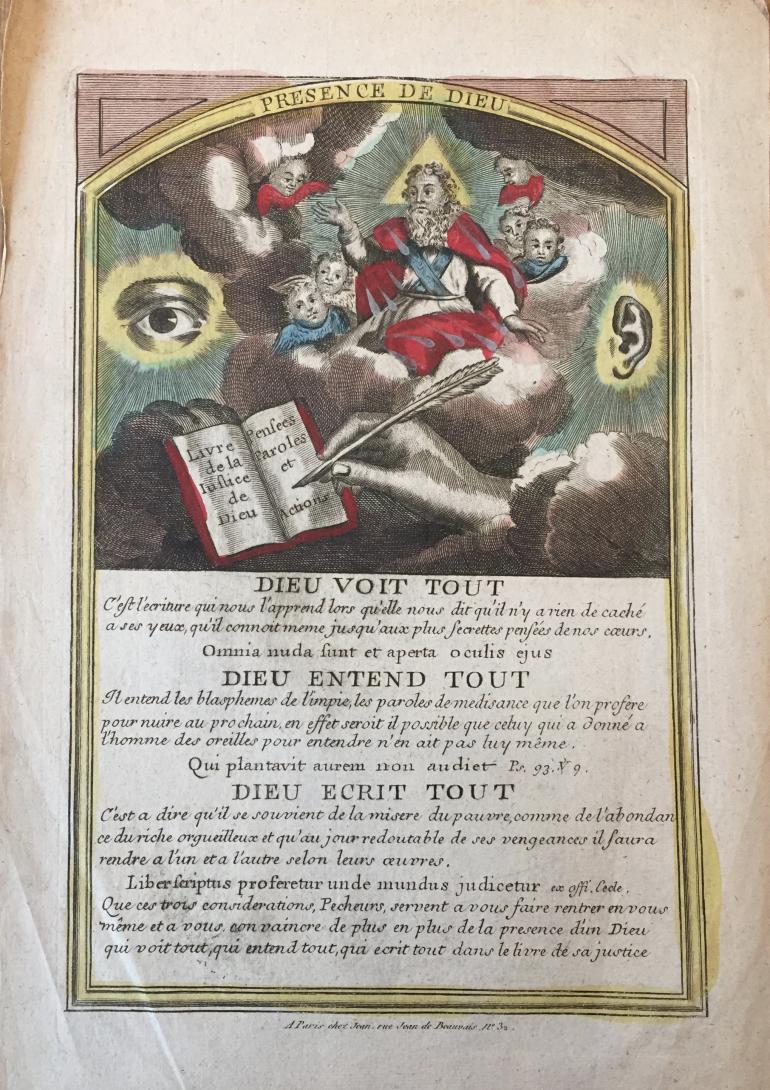 PRESENCE DE DIEU
Livre
de la
Iustice
de
Dieu
Pensées
Paroles
et
Actions
DIEU VOIT TOUT
C'est l'ecriture qui nous l'apprend lors qu'elle nous dit qu'il n'y a rien de caché
a ses yeux, qu'il connoit meme jusqu'aux plus secrettes pensées de nos cœurs.
Omnia nuda sunt et aperta oculis ejus
DIEU ENTEND TOUT
Il entend les blasphemes de l'impie, les paroles de medisance que l'on profere
pour nuire au prochain, en effet seroit il possible que celuy qui a donné a
l'homme des oreilles pour entendre n'en ait pas luy même.
Qui plantavit aurem non audiet Ps. 93. ℣ 9.
DIEU ECRIT TOUT
C'est a dire qu'il se souvient de la misere du pauvre, comme de l'abondan
ce du riche orgueilleux et qu'au jour redoutable de ses vengeances il saura
rendre a l'un et a l'autre selon leurs œuvres.
Liber scriptus proferetur unde mundus judicetur ex offi. Eccle.
Que ces trois considerations, Pecheurs, servent a vous faire rentrer en vous
même et a vous convaincre de plus en plus de la presence d'un Dieu
qui voit tout, qui entend tout, qui ecrit tout dans le livre de sa justice
A Paris chez Jean, rue Jean de Beauvais, N° 32.